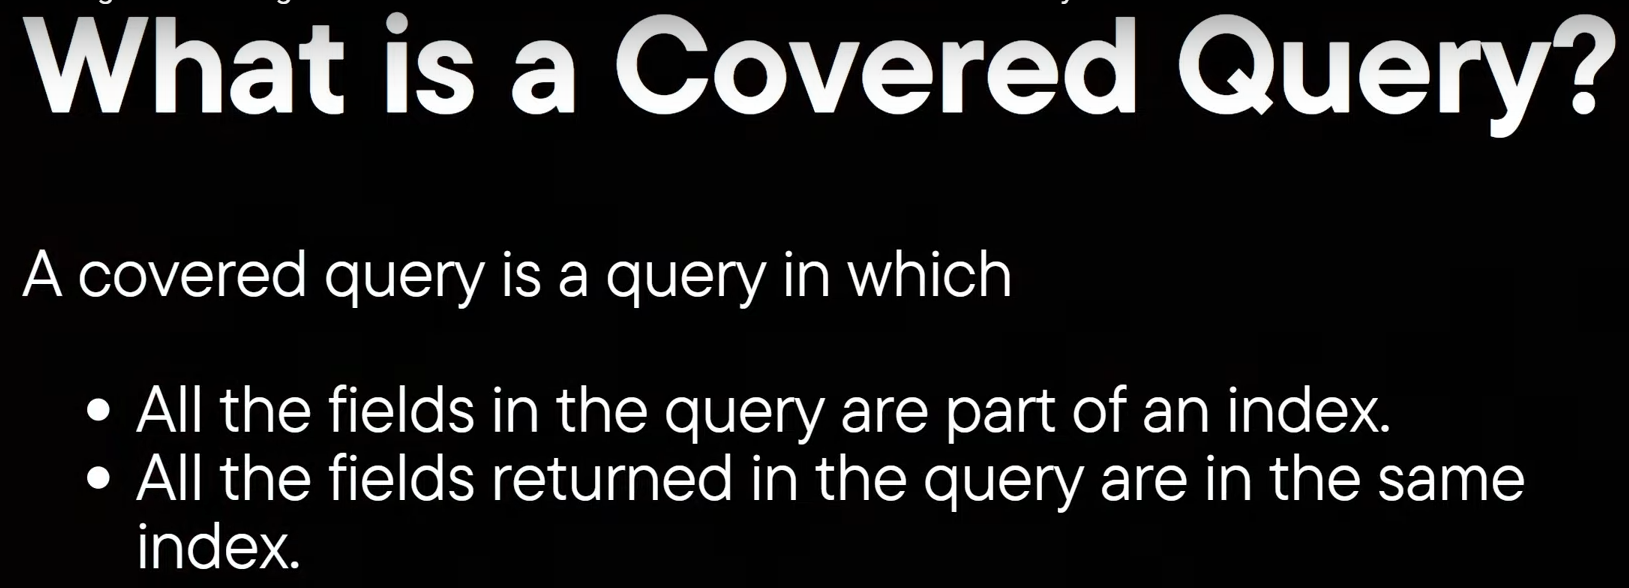 What is a Covered Query?
A covered query is a query in which
• All the fields in the query are part of an index.
• All the fields returned in the query are in the same
index.